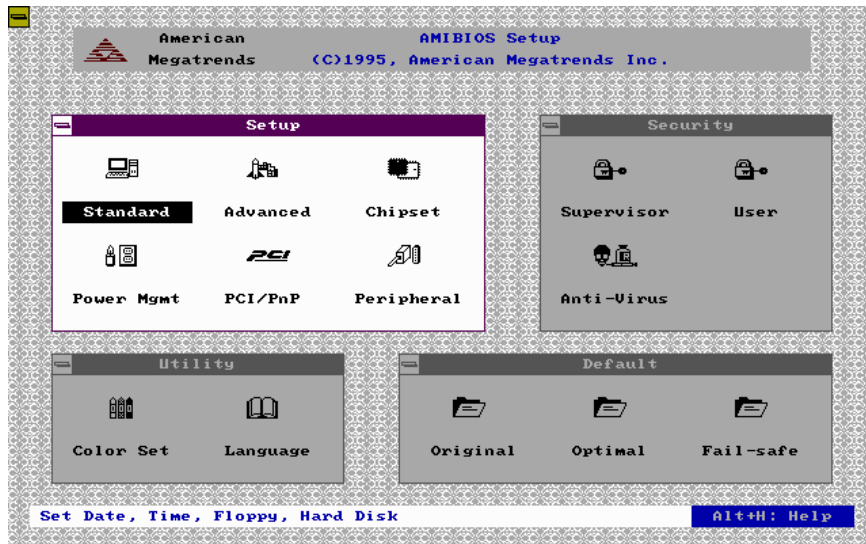 American AMIBIOS Setup
Megatrends (C)1995, American Megatrends Inc.
Setup
Security
Standard Advanced Chipset
Supervisor User
PCI
Power Mgmt PCI/PnP Peripheral
Anti-Virus
Utility
Default
Color Set Language
Original Optimal Fail-safe
Set Date, Time, Floppy, Hard Disk
Alt+H: Help